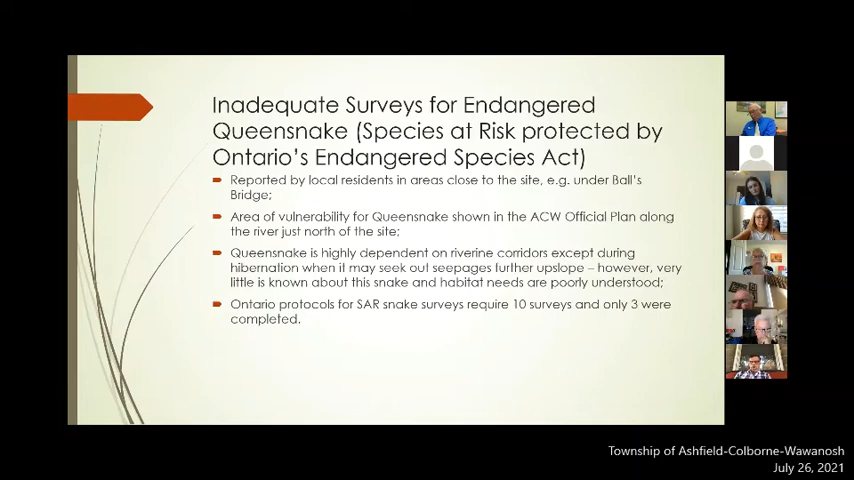 Inadequate Surveys for Endangered
Queensnake (Species at Risk protected by
Ontario's Endangered Species Act)
Reported by local residents in areas close to the site, e.g. under Ball's
Bridge;
Area of vulnerability for Queensnake shown in the ACW Official Plan along
the river just north of the site;
Queensnake is highly dependent on riverine corridors except during
hibernation when it may seek out seepages further upslope – however, very
little is known about this snake and habitat needs are poorly understood;
Ontario protocols for SAR snake surveys require 10 surveys and only 3 were
completed.
Township of Ashfield-Colborne-Wawanosh
July 26, 2021